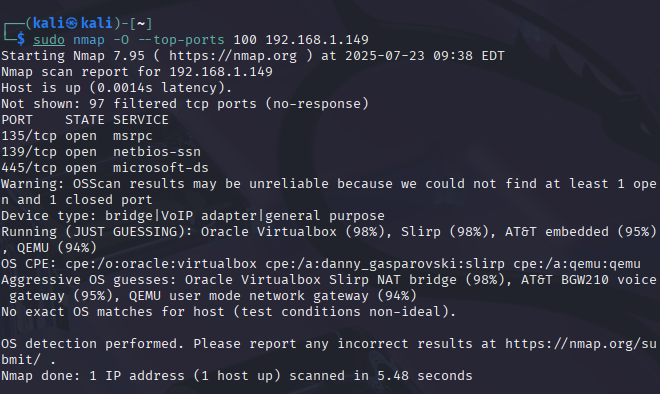 ┌──(kali㉿kali)-[~]
└─$ sudo nmap -O --top-ports 100 192.168.1.149
Starting Nmap 7.95 ( https://nmap.org ) at 2025-07-23 09:38 EDT
Nmap scan report for 192.168.1.149
Host is up (0.0014s latency).
Not shown: 97 filtered tcp ports (no-response)
PORT    STATE SERVICE
135/tcp open  msrpc
139/tcp open  netbios-ssn
445/tcp open  microsoft-ds
Warning: OSScan results may be unreliable because we could not find at least 1 ope
n and 1 closed port
Device type: bridge|VoIP adapter|general purpose
Running (JUST GUESSING): Oracle Virtualbox (98%), Slirp (98%), AT&T embedded (95%)
, QEMU (94%)
OS CPE: cpe:/o:oracle:virtualbox cpe:/a:danny_gasparovski:slirp cpe:/a:qemu:qemu
Aggressive OS guesses: Oracle Virtualbox Slirp NAT bridge (98%), AT&T BGW210 voice
 gateway (95%), QEMU user mode network gateway (94%)
No exact OS matches for host (test conditions non-ideal).

OS detection performed. Please report any incorrect results at https://nmap.org/su
bmit/ .
Nmap done: 1 IP address (1 host up) scanned in 5.48 seconds